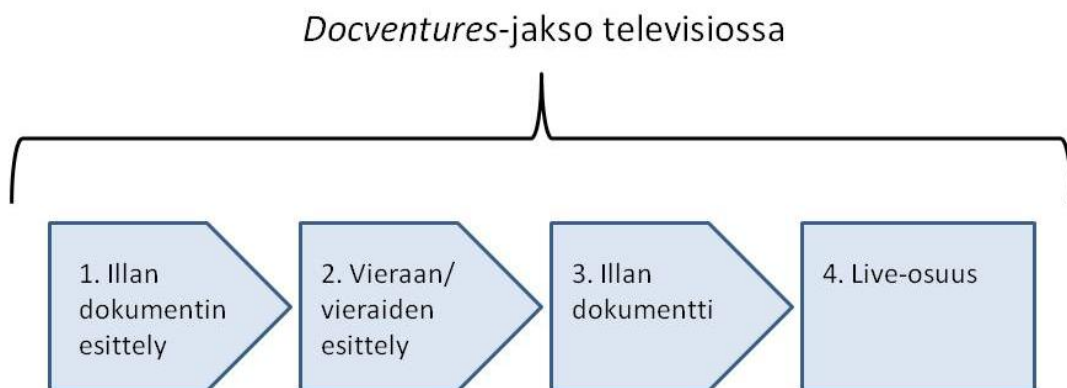 Docventures-jakso televisiossa
1. Illan
dokumentin
esittely
2. Vieraan/
vieraiden
esittely
3. Illan
dokumentti
4. Live-osuus